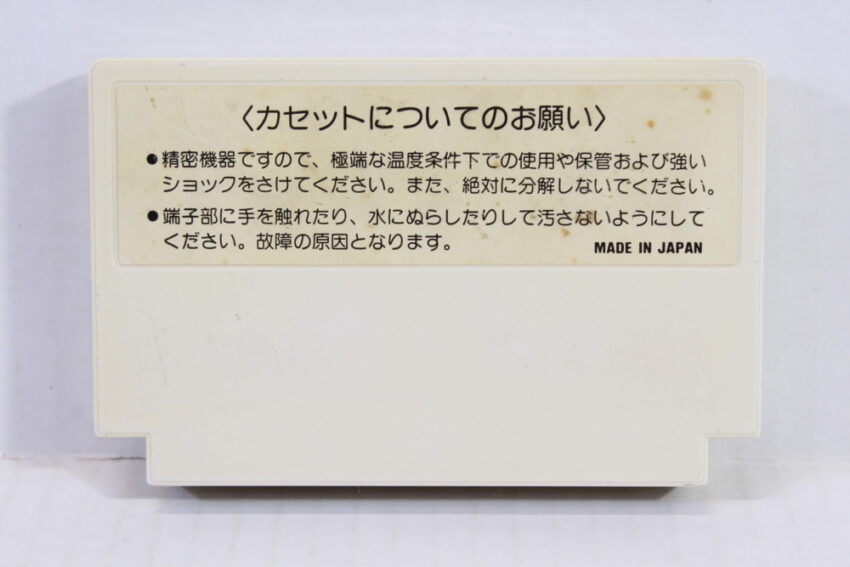 〈カセットについてのお願い〉
●精密機器ですので、極端な温度条件下での使用や保管および強い
ショックをさけてください。また、絶対に分解しないでください。
●端子部に手を触れたり、水にぬらしたりして汚さないようにして
ください。故障の原因となります。
MADE IN JAPAN